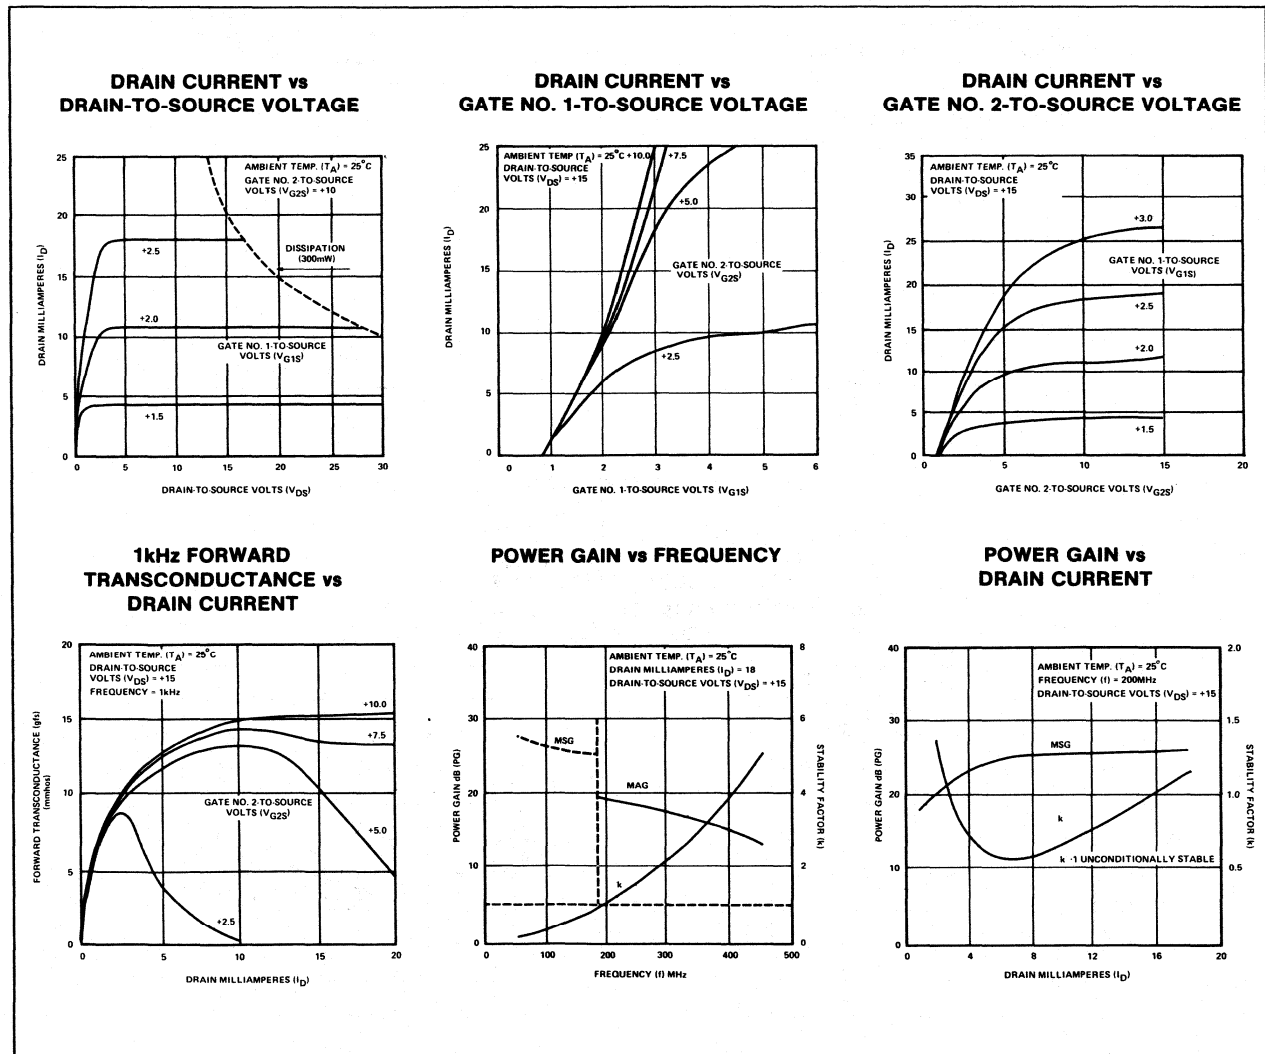 DRAIN CURRENT vs
DRAIN-TO-SOURCE VOLTAGE
AMBIENT TEMP. (TA) = 25°C
GATE NO. 2-TO-SOURCE
VOLTS (VG2S) = +10
DISSIPATION
(300mW)
+2.5
+2.0
GATE NO. 1-TO-SOURCE
VOLTS (VG1S)
+1.5
DRAIN MILLIAMPERES (ID)
25
20
15
10
5
0
0 5 10 15 20 25 30
DRAIN-TO-SOURCE VOLTS (VDS)
DRAIN CURRENT vs
GATE NO. 1-TO-SOURCE VOLTAGE
AMBIENT TEMP (TA) = 25°C +10.0 +7.5
DRAIN-TO-SOURCE
VOLTS (VDS) = +15
+5.0
GATE NO. 2-TO-SOURCE
VOLTS (VG2S)
+2.5
DRAIN MILLIAMPERES (ID)
25
20
15
10
5
0
0 1 2 3 4 5 6
GATE NO. 1-TO-SOURCE VOLTS (VG1S)
DRAIN CURRENT vs
GATE NO. 2-TO-SOURCE VOLTAGE
AMBIENT TEMP. (TA) = 25°C
DRAIN-TO-SOURCE
VOLTS (VDS) = +15
+3.0
GATE NO. 1-TO-SOURCE
VOLTS (VG1S)
+2.5
+2.0
+1.5
DRAIN MILLIAMPERES (ID)
35
30
25
20
15
10
5
0
0 5 10 15 20
GATE NO. 2-TO-SOURCE VOLTS (VG2S)
1kHz FORWARD
TRANSCONDUCTANCE vs
DRAIN CURRENT
AMBIENT TEMP. (TA) = 25°C
DRAIN-TO-SOURCE
VOLTS (VDS) = +15
FREQUENCY = 1kHz
+10.0
+7.5
GATE NO. 2-TO-SOURCE
VOLTS (VG2S)
+5.0
+2.5
FORWARD TRANSCONDUCTANCE (gfs)
(mmhos)
20
15
10
5
0
0 5 10 15 20
DRAIN MILLIAMPERES (ID)
POWER GAIN vs FREQUENCY
AMBIENT TEMP. (TA) = 25°C
DRAIN MILLIAMPERES (ID) = 18
DRAIN-TO-SOURCE VOLTS (VDS) = +15
MSG
MAG
k
POWER GAIN dB (PG)
40
30
20
10
0
STABILITY FACTOR (k)
8
6
4
2
0
0 100 200 300 400 500
FREQUENCY (f) MHz
POWER GAIN vs
DRAIN CURRENT
AMBIENT TEMP. (TA) = 25°C
FREQUENCY (f) = 200MHz
DRAIN-TO-SOURCE VOLTS (VDS) = +15
MSG
k
k ·1 UNCONDITIONALLY STABLE
POWER GAIN dB (PG)
40
30
20
10
0
STABILITY FACTOR (k)
2.0
1.5
1.0
0.5
0 4 8 12 16 20
DRAIN MILLIAMPERES (ID)